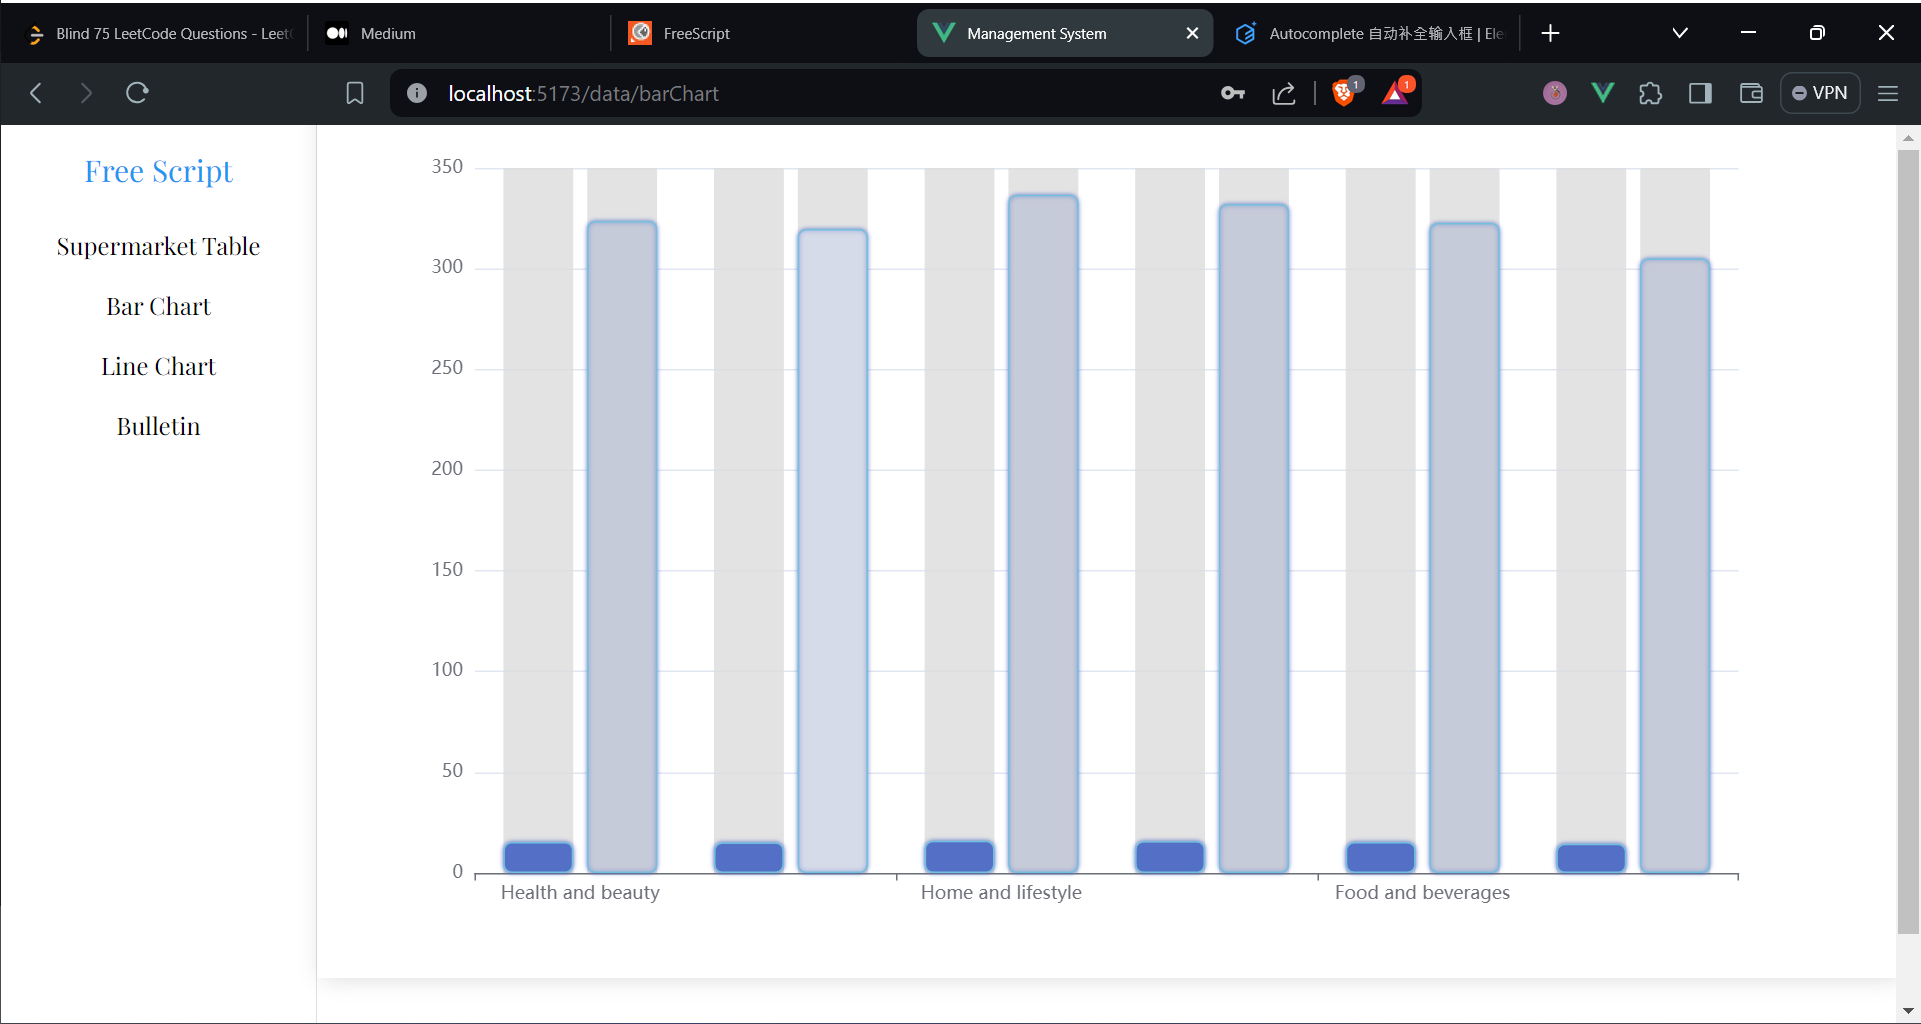 Blind 75 LeetCode Questions - Leet
Medium
FreeScript
Management System
Autocomplete 自动补全输入框 | Ele
localhost:5173/data/barChart
1
1
VPN
Free Script
Supermarket Table
Bar Chart
Line Chart
Bulletin
350
300
250
200
150
100
50
0
Health and beauty
Home and lifestyle
Food and beverages